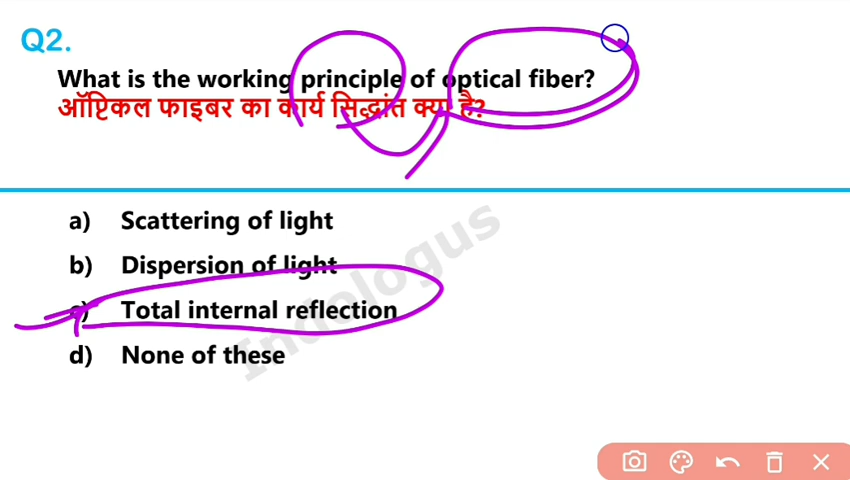 Q2.
What is the working principle of optical fiber?
ऑप्टिकल फाइबर का कार्य सिद्धांत क्या है?
a) Scattering of light
b) Dispersion of light
c) Total internal reflection
d) None of these
Indologus